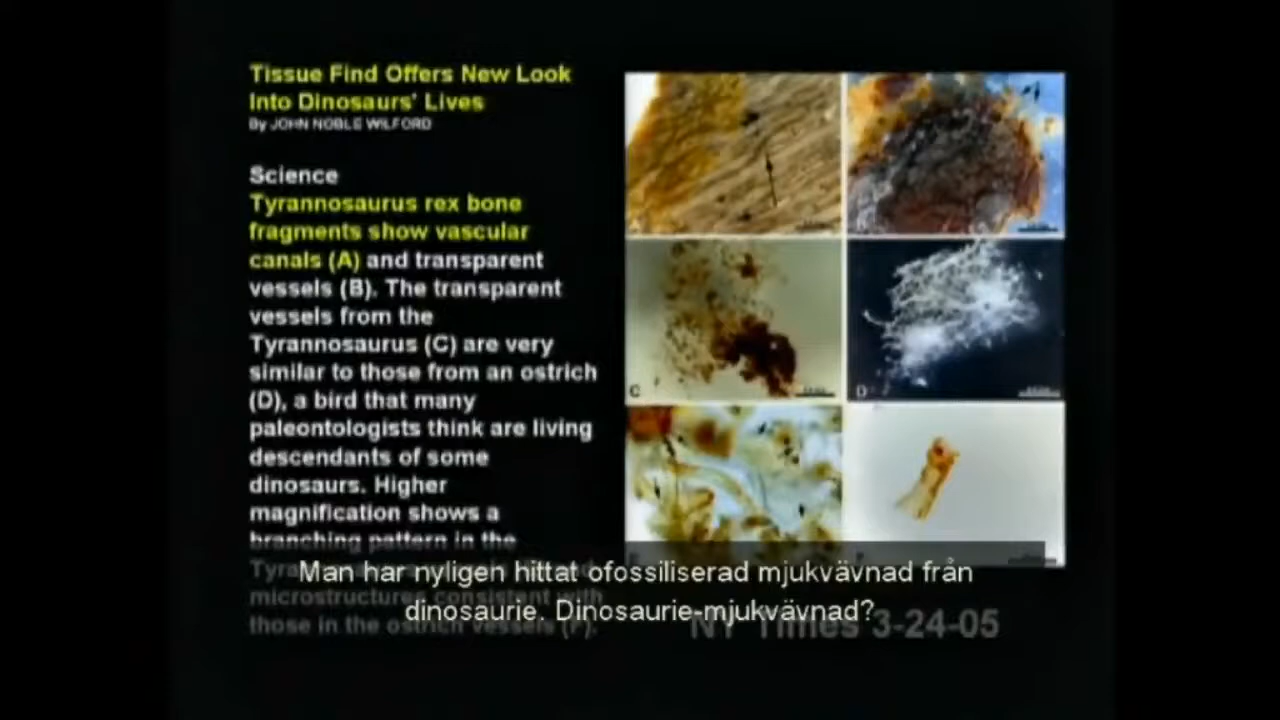 Tissue Find Offers New Look
Into Dinosaurs' Lives
By JOHN NOBLE WILFORD
Science
Tyrannosaurus rex bone
fragments show vascular
canals (A) and transparent
vessels (B). The transparent
vessels from the
Tyrannosaurus (C) are very
similar to those from an ostrich
(D), a bird that many
paleontologists think are living
descendants of some
dinosaurs. Higher
magnification shows a
branching pattern in the
microstructures consistent with
those in the ostrich vessels (F).
C
D
NY Times 3-24-05
Man har nyligen hittat ofossiliserad mjukvävnad från
dinosaurie. Dinosaurie-mjukvävnad?